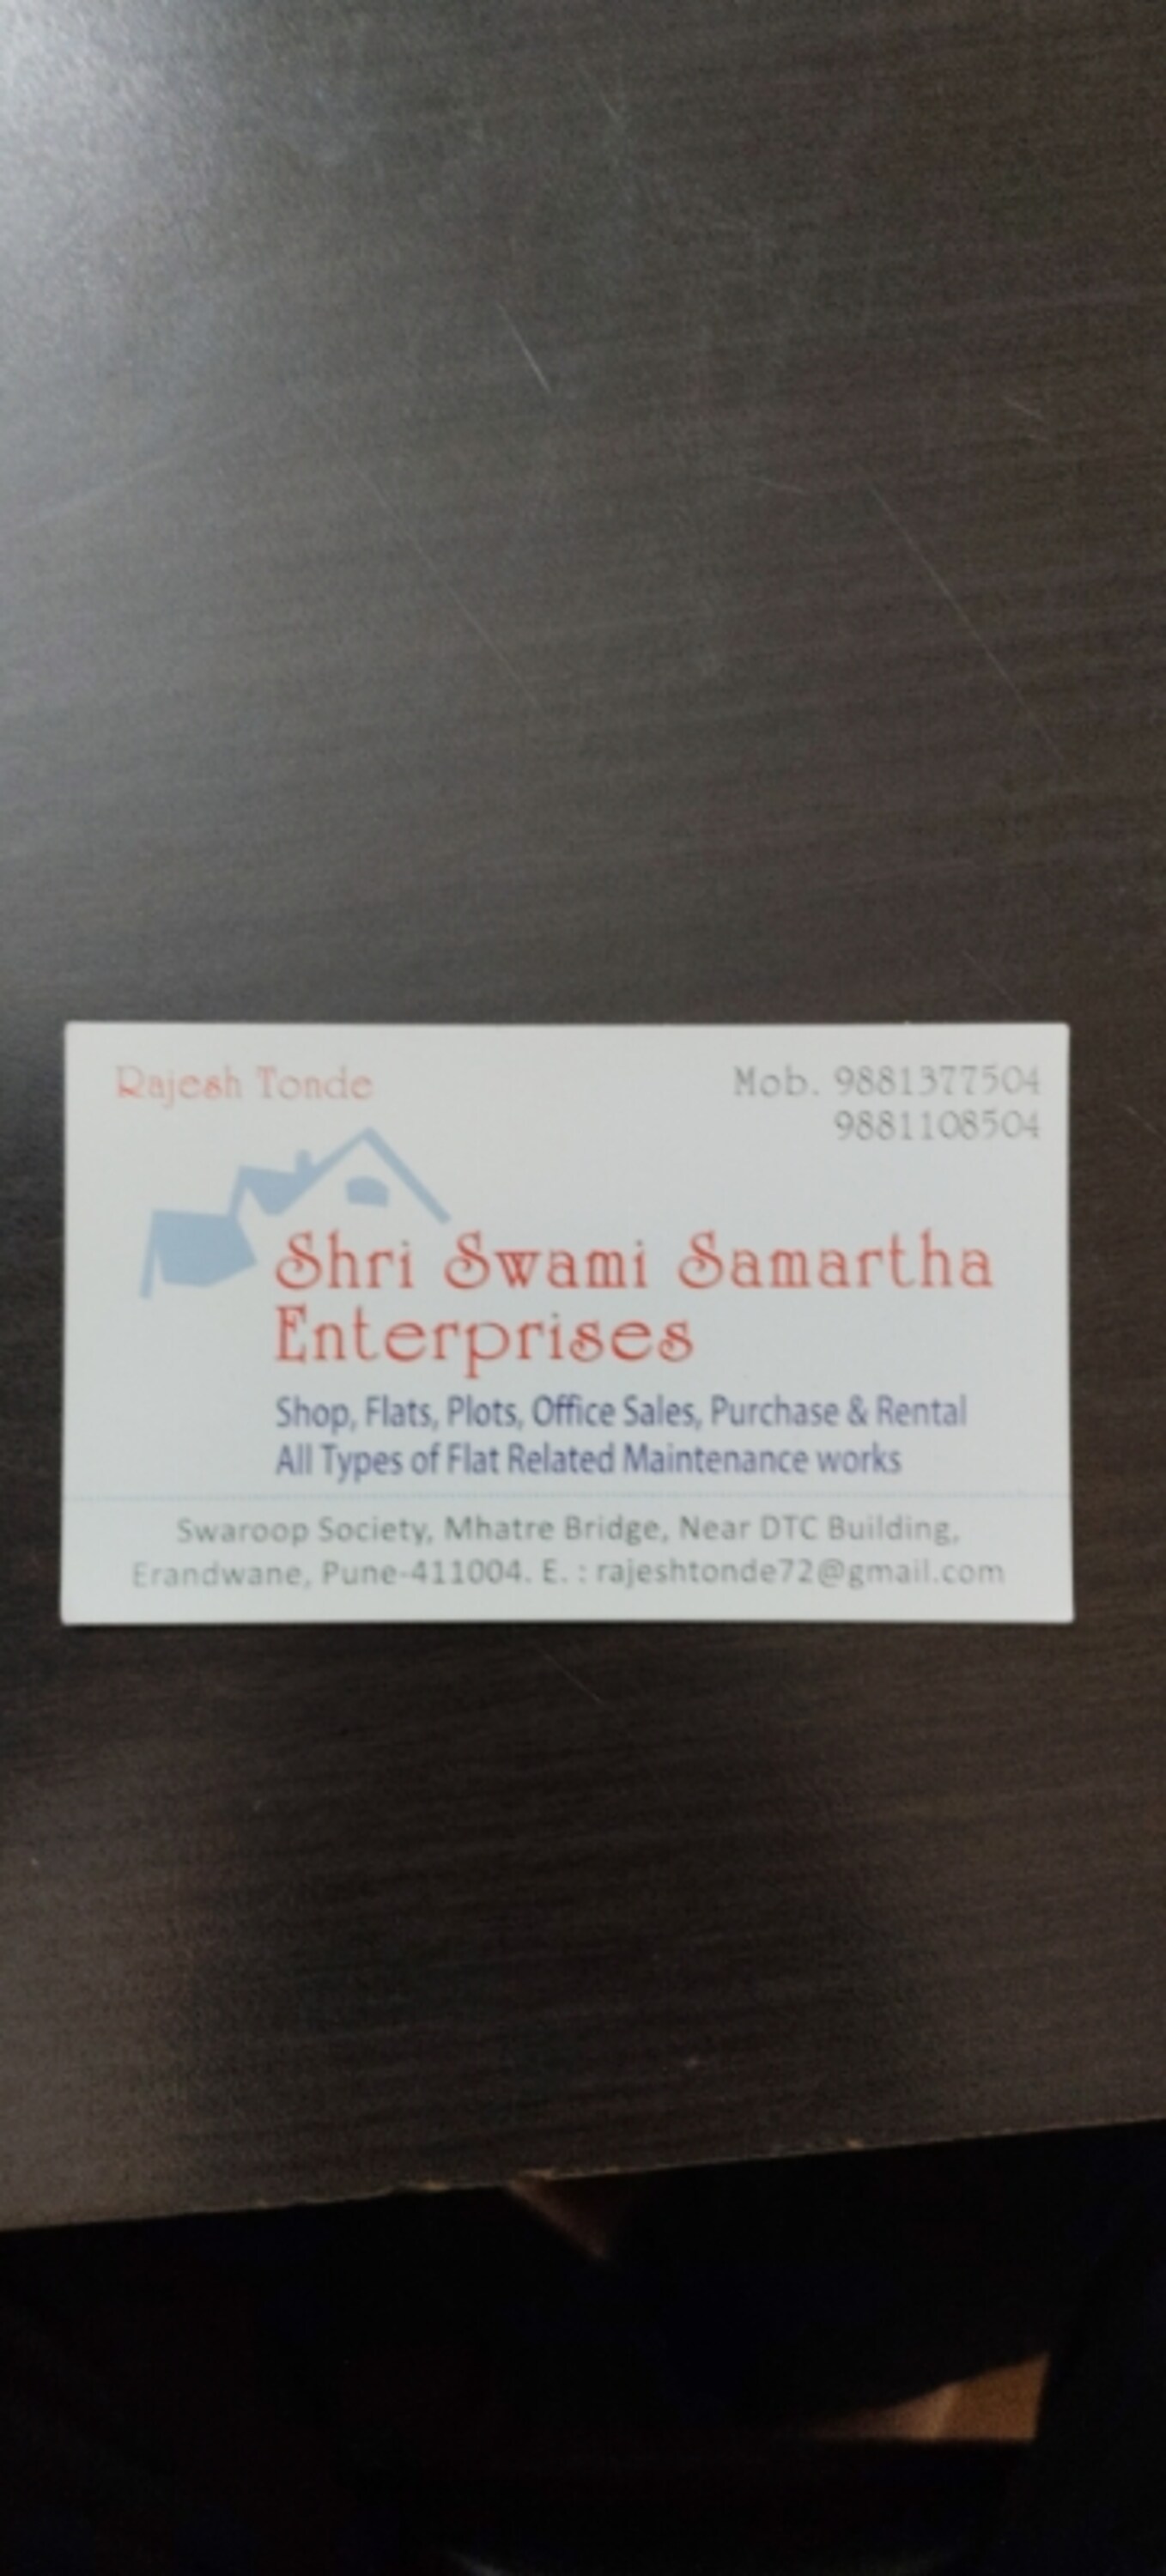 Rajesh Tonde
Mob. 9881377504
9881108504
Shri Swami Samartha
Enterprises
Shop, Flats, Plots, Office Sales, Purchase & Rental
All Types of Flat Related Maintenance works
Swaroop Society, Mhatre Bridge, Near DTC Building,
Erandwane, Pune-411004. E. : rajeshtonde72@gmail.com